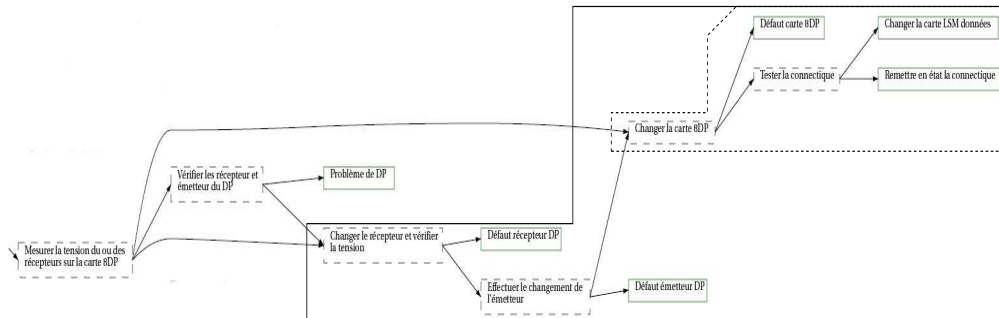 Défaut carte 8DP
Changer la carte LSM données
Tester la connectique
Remettre en état la connectique
Changer la carte 8DP
Vérifier les récepteur et
émetteur du DP
Problème de DP
Mesurer la tension du ou des
récepteurs sur la carte 8DP
Changer le récepteur et vérifier
la tension
Défaut récepteur DP
Effectuer le changement de
l'émetteur
Défaut émetteur DP